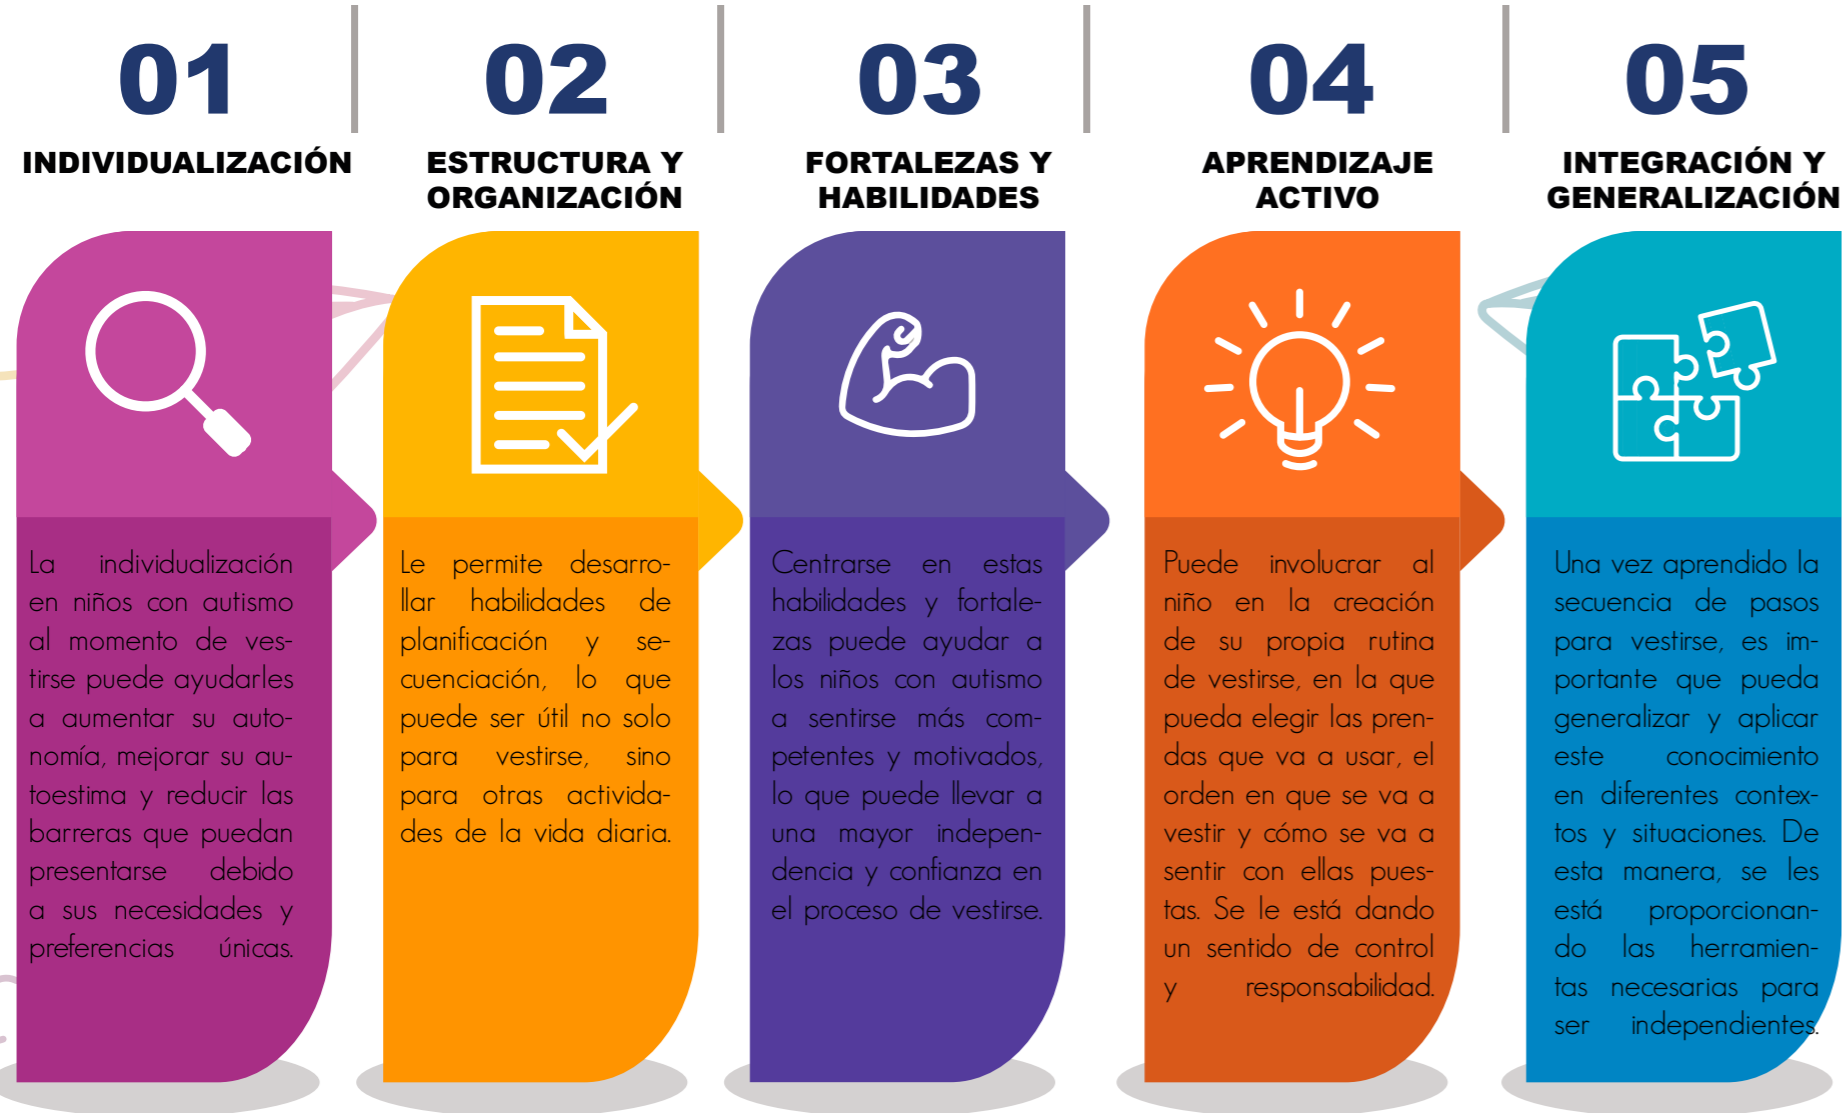 01
INDIVIDUALIZACIÓN
La individualización
en niños con autismo
al momento de ves-
tirse puede ayudarles
a aumentar su auto-
nomía, mejorar su au-
toestima y reducir las
barreras que puedan
presentarse debido
a sus necesidades y
preferencias únicas.
02
ESTRUCTURA Y
ORGANIZACIÓN
Le permite desarro-
llar habilidades de
planificación y se-
cuenciación, lo que
puede ser útil no solo
para vestirse, sino
para otras activida-
des de la vida diaria.
03
FORTALEZAS Y
HABILIDADES
Centrarse en estas
habilidades y fortale-
zas puede ayudar a
los niños con autismo
a sentirse más com-
petentes y motivados,
lo que puede llevar a
una mayor indepen-
dencia y confianza en
el proceso de vestirse.
04
APRENDIZAJE
ACTIVO
Puede involucrar al
niño en la creación
de su propia rutina
de vestirse, en la que
pueda elegir las pren-
das que va a usar, el
orden en que se va a
vestir y cómo se va a
sentir con ellas pues-
tas. Se le está dando
un sentido de control
y responsabilidad.
05
INTEGRACIÓN Y
GENERALIZACIÓN
Una vez aprendido la
secuencia de pasos
para vestirse, es im-
portante que pueda
generalizar y aplicar
este conocimiento
en diferentes contex-
tos y situaciones. De
esta manera, se les
está proporcionan-
do las herramien-
tas necesarias para
ser independientes.